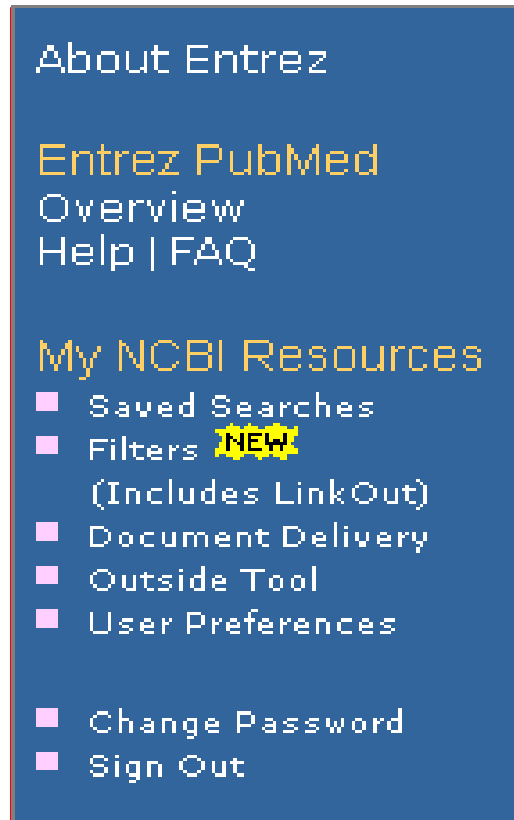 About Entrez
Entrez PubMed
Overview
Help | FAQ
My NCBI Resources
Saved Searches
Filters NEW
(Includes LinkOut)
Document Delivery
Outside Tool
User Preferences
Change Password
Sign Out